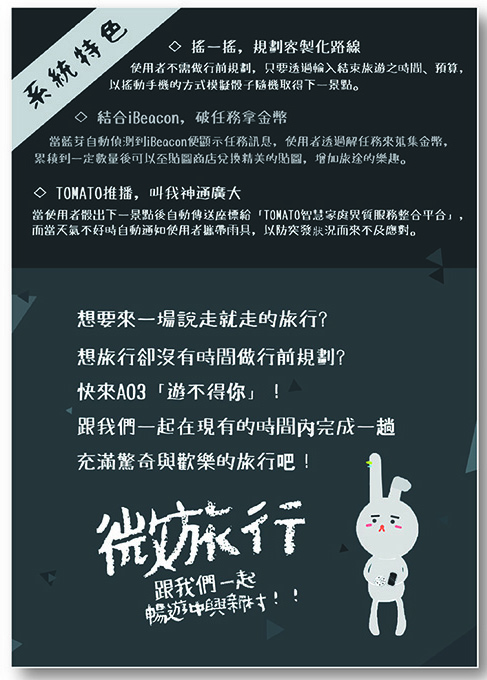 系統特色
◇ 搖一搖，規劃客製化路線
使用者不需做行前規劃，只要透過輸入結束旅遊之時間、預算，
以搖動手機的方式模擬骰子隨機取得下一景點。
◇ 結合iBeacon，破任務拿金幣
當藍芽自動偵測到iBeacon便顯示任務訊息，使用者透過解任務來蒐集金幣，
累積到一定數量後可以至貼圖商店兌換精美的貼圖，增加旅途的樂趣。
◇ TOMATO推播，叫我神通廣大
當使用者骰出下一景點後自動傳送座標給「TOMATO智慧家庭異質服務整合平台」，
而當天氣不好時自動通知使用者攜帶雨具，以防突發狀況而來不及應對。
想要來一場說走就走的旅行?
想旅行卻沒有時間做行前規劃?
快來A03「遊不得你」！
跟我們一起在現有的時間內完成一趟
充滿驚奇與歡樂的旅行吧！
微旅行
跟我們一起
暢遊中興新村！！